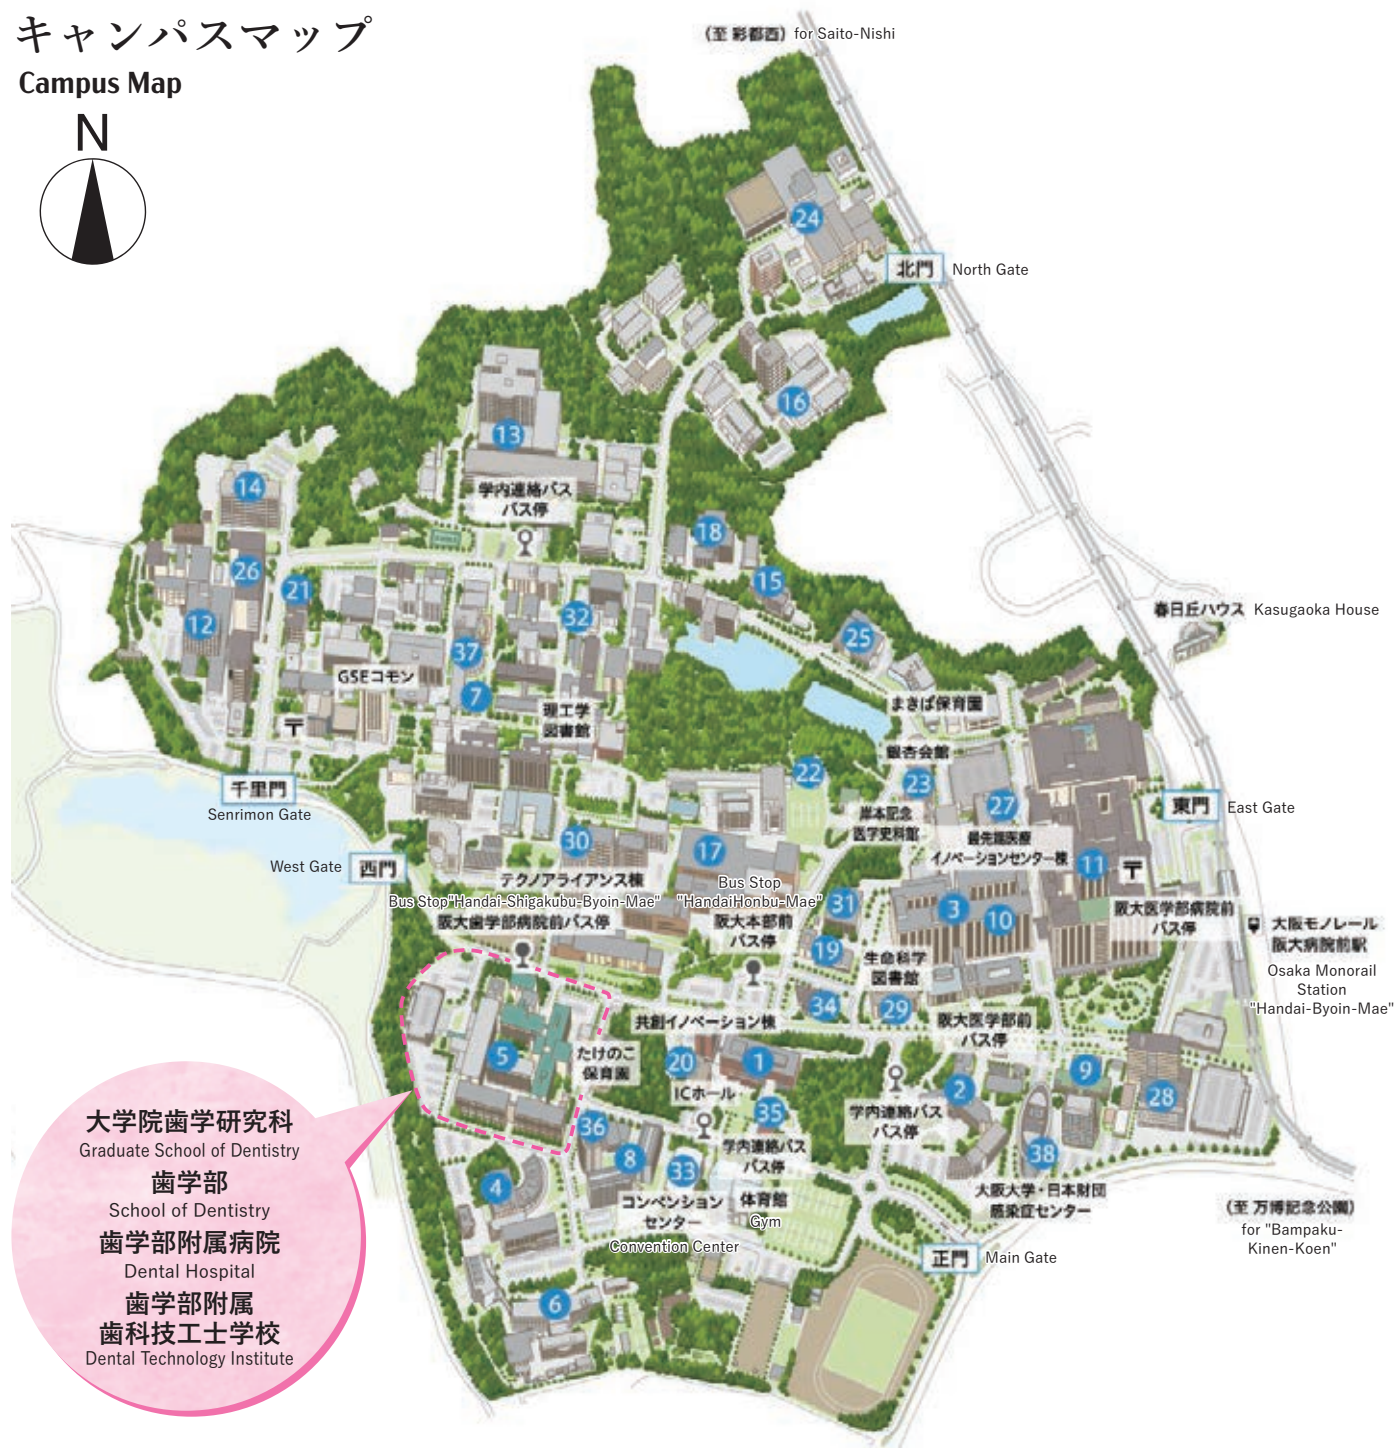 キャンパスマップ
Campus Map
N
（至 彩都西） for Saito-Nishi
24
北門 North Gate
16
13
学内連絡バス
バス停
14
18
26
21
15
12
32
春日丘ハウス Kasugaoka House
25
37
GSEコモン
7
まきば保育園
理工学
図書館
〒
銀杏会館
22
23
千里門
Senrimon Gate
27
東門 East Gate
岸本記念
医学史料館
最先端医療
イノベーションセンター棟
30
17
11
〒
West Gate 西門
テクノアライアンス棟
Bus Stop"Handai-Shigakubu-Byoin-Mae"
阪大歯学部病院前バス停
Bus Stop
"HandaiHonbu-Mae"
阪大本部前
バス停
31
3
10
阪大医学部病院前
バス停
大阪モノレール
阪大病院前駅
Osaka Monorail
Station
"Handai-Byoin-Mae"
19
生命科学
図書館
34
29
共創イノベーション棟
阪大医学部前
バス停
5
たけのこ
保育園
20
1
ICホール
9
2
28
35
学内連絡バス
バス停
36
学内連絡バス
バス停
8
33
38
4
コンベンション
センター
Convention Center
体育館
Gym
大阪大学・日本財団
感染症センター
（至 万博記念公園）
for "Bampaku-
Kinen-Koen"
正門 Main Gate
6
大学院歯学研究科
Graduate School of Dentistry
歯学部
School of Dentistry
歯学部附属病院
Dental Hospital
歯学部附属
歯科技工士学校
Dental Technology Institute